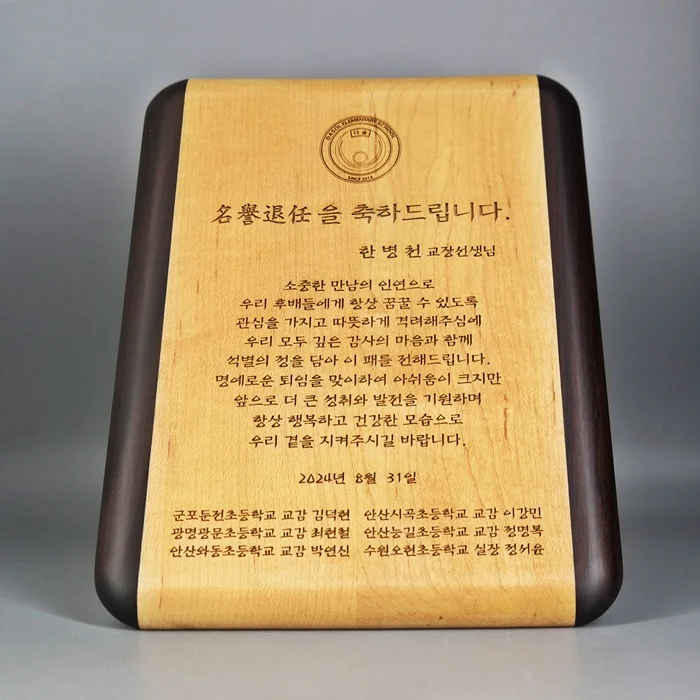 DASOL ELEMENTARY SCHOOL
다솔
SINCE 2013
名譽退任을 축하드립니다.
한병천 교장선생님
소중한 만남의 인연으로
우리 후배들에게 항상 꿈꿀 수 있도록
관심을 가지고 따뜻하게 격려해주심에
우리 모두 깊은 감사의 마음과 함께
석별의 정을 담아 이 패를 전해드립니다.
명예로운 퇴임을 맞이하여 아쉬움이 크지만
앞으로 더 큰 성취와 발전을 기원하며
항상 행복하고 건강한 모습으로
우리 곁을 지켜주시길 바랍니다.
2024년 8월 31일
군포둔전초등학교 교감 김덕현 안산시곡초등학교 교감 이강민
광명광문초등학교 교감 최현철 안산능길초등학교 교감 정명복
안산와동초등학교 교감 박연신 수원오현초등학교 실장 정서윤